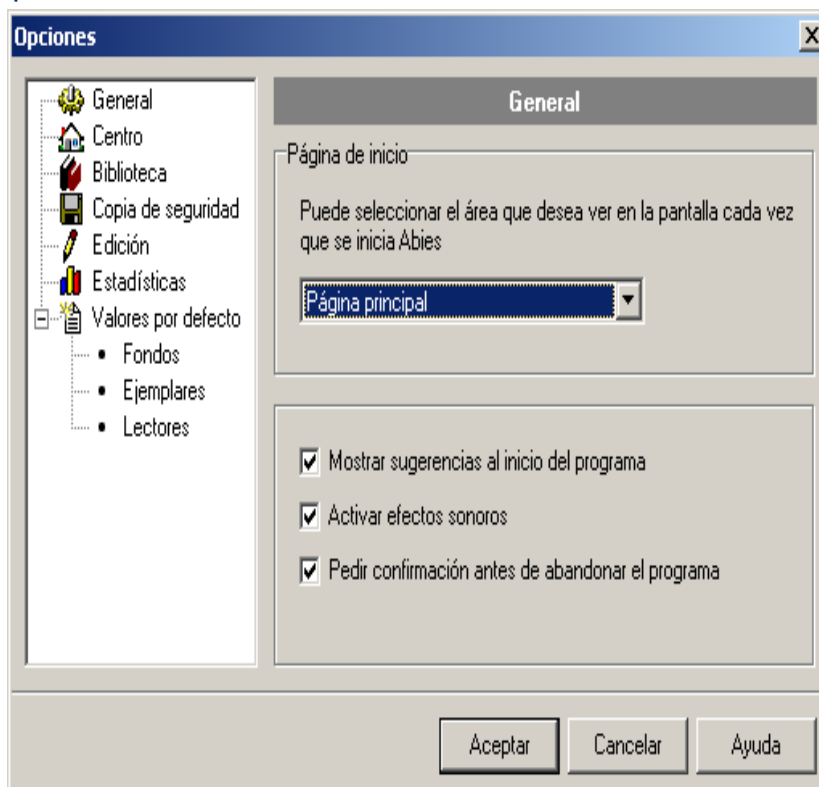 Opciones
General
Centro
Biblioteca
Copia de seguridad
Edición
Estadísticas
Valores por defecto
Fondos
Ejemplares
Lectores
General
Página de inicio
Puede seleccionar el área que desea ver en la pantalla cada vez
que se inicia Abies
Página principal
Mostrar sugerencias al inicio del programa
Activar efectos sonoros
Pedir confirmación antes de abandonar el programa
Aceptar
Cancelar
Ayuda